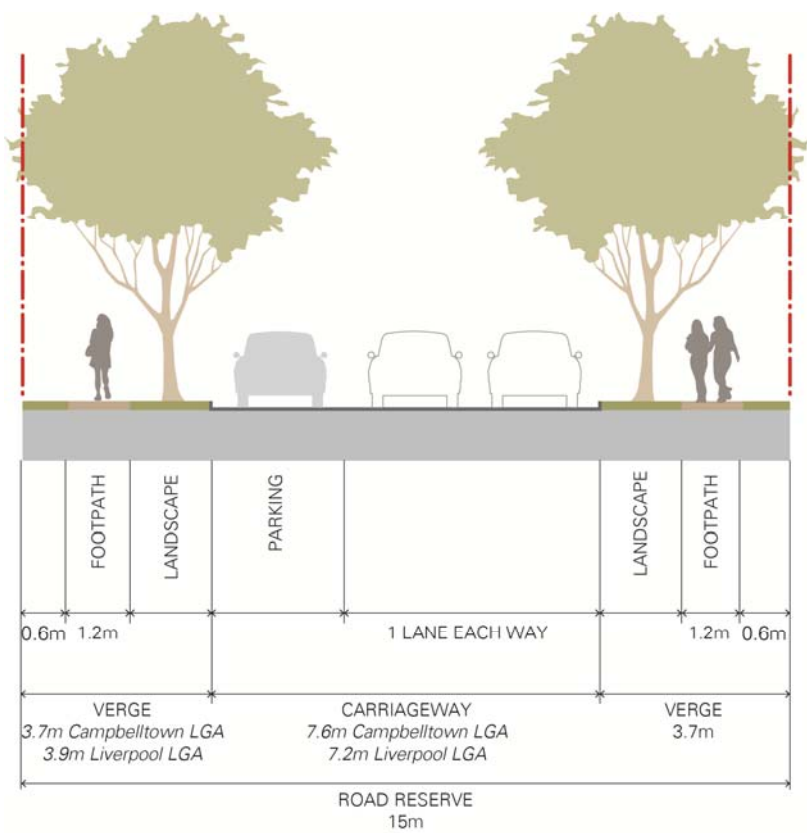 FOOTPATH
LANDSCAPE
PARKING
LANDSCAPE
FOOTPATH
0.6m 1.2m
1 LANE EACH WAY
1.2m 0.6m
VERGE
3.7m Campbelltown LGA
3.9m Liverpool LGA
CARRIAGEWAY
7.6m Campbelltown LGA
7.2m Liverpool LGA
VERGE
3.7m
ROAD RESERVE
15m